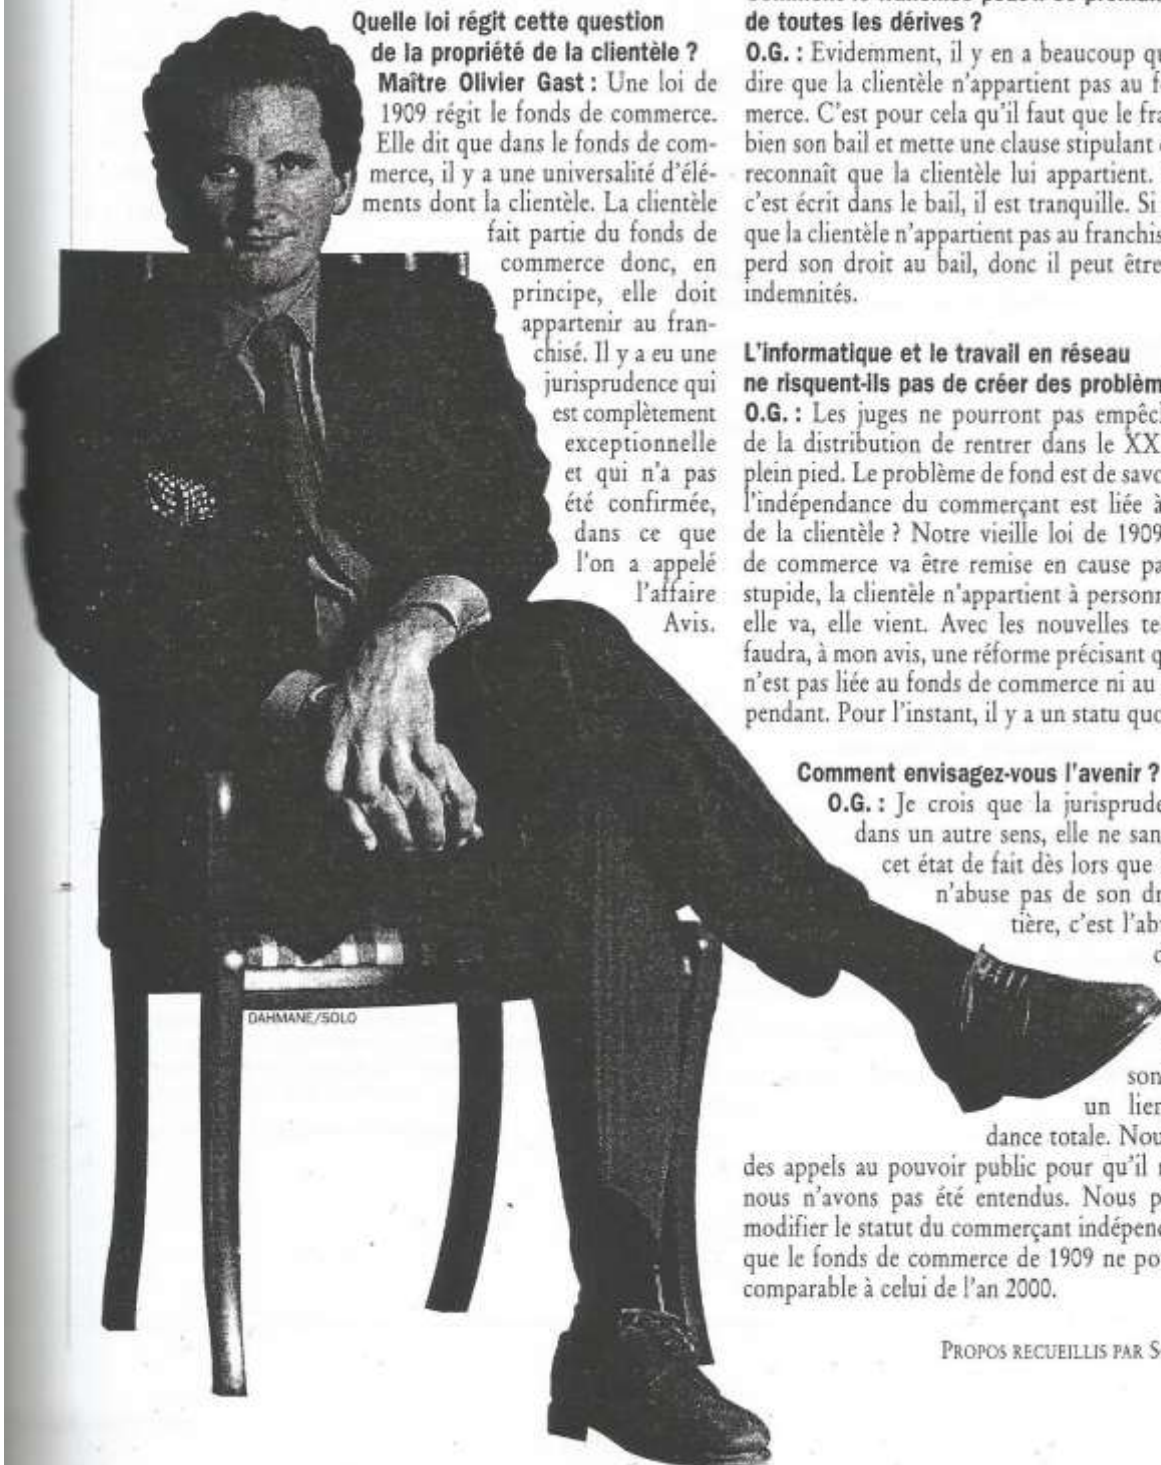 Quelle loi régit cette question
de la propriété de la clientèle ?
Maître Olivier Gast : Une loi de
1909 régit le fonds de commerce.
Elle dit que dans le fonds de com-
merce, il y a une universalité d'élé-
ments dont la clientèle. La clientèle
fait partie du fonds de
commerce donc, en
principe, elle doit
appartenir au fran-
chisé. Il y a eu une
jurisprudence qui
est complètement
exceptionnelle
et qui n'a pas
été confirmée,
dans ce que
l'on a appelé
l'affaire
Avis.
DAHMANE/SOLO
de toutes les dérives ?
O.G. : Evidemment, il y en a beaucoup qu
dire que la clientèle n'appartient pas au f
merce. C'est pour cela qu'il faut que le fra
bien son bail et mette une clause stipulant
reconnaît que la clientèle lui appartient.
c'est écrit dans le bail, il est tranquille. Si
que la clientèle n'appartient pas au franchis
perd son droit au bail, donc il peut être
indemnités.
L'informatique et le travail en réseau
ne risquent-ils pas de créer des problèm
O.G. : Les juges ne pourront pas empêc
de la distribution de rentrer dans le XX
plein pied. Le problème de fond est de savo
l'indépendance du commerçant est liée à
de la clientèle ? Notre vieille loi de 1909
de commerce va être remise en cause pa
stupide, la clientèle n'appartient à personn
elle va, elle vient. Avec les nouvelles te
faudra, à mon avis, une réforme précisant q
n'est pas liée au fonds de commerce ni au
pendant. Pour l'instant, il y a un statu quo
Comment envisagez-vous l'avenir ?
O.G. : Je crois que la jurisprude
dans un autre sens, elle ne san
cet état de fait dès lors que
n'abuse pas de son dr
tière, c'est l'ab
son
un lien
dance totale. Nou
des appels au pouvoir public pour qu'il
nous n'avons pas été entendus. Nous p
modifier le statut du commerçant indépend
que le fonds de commerce de 1909 ne po
comparable à celui de l'an 2000.
PROPOS RECUEILLIS PAR S